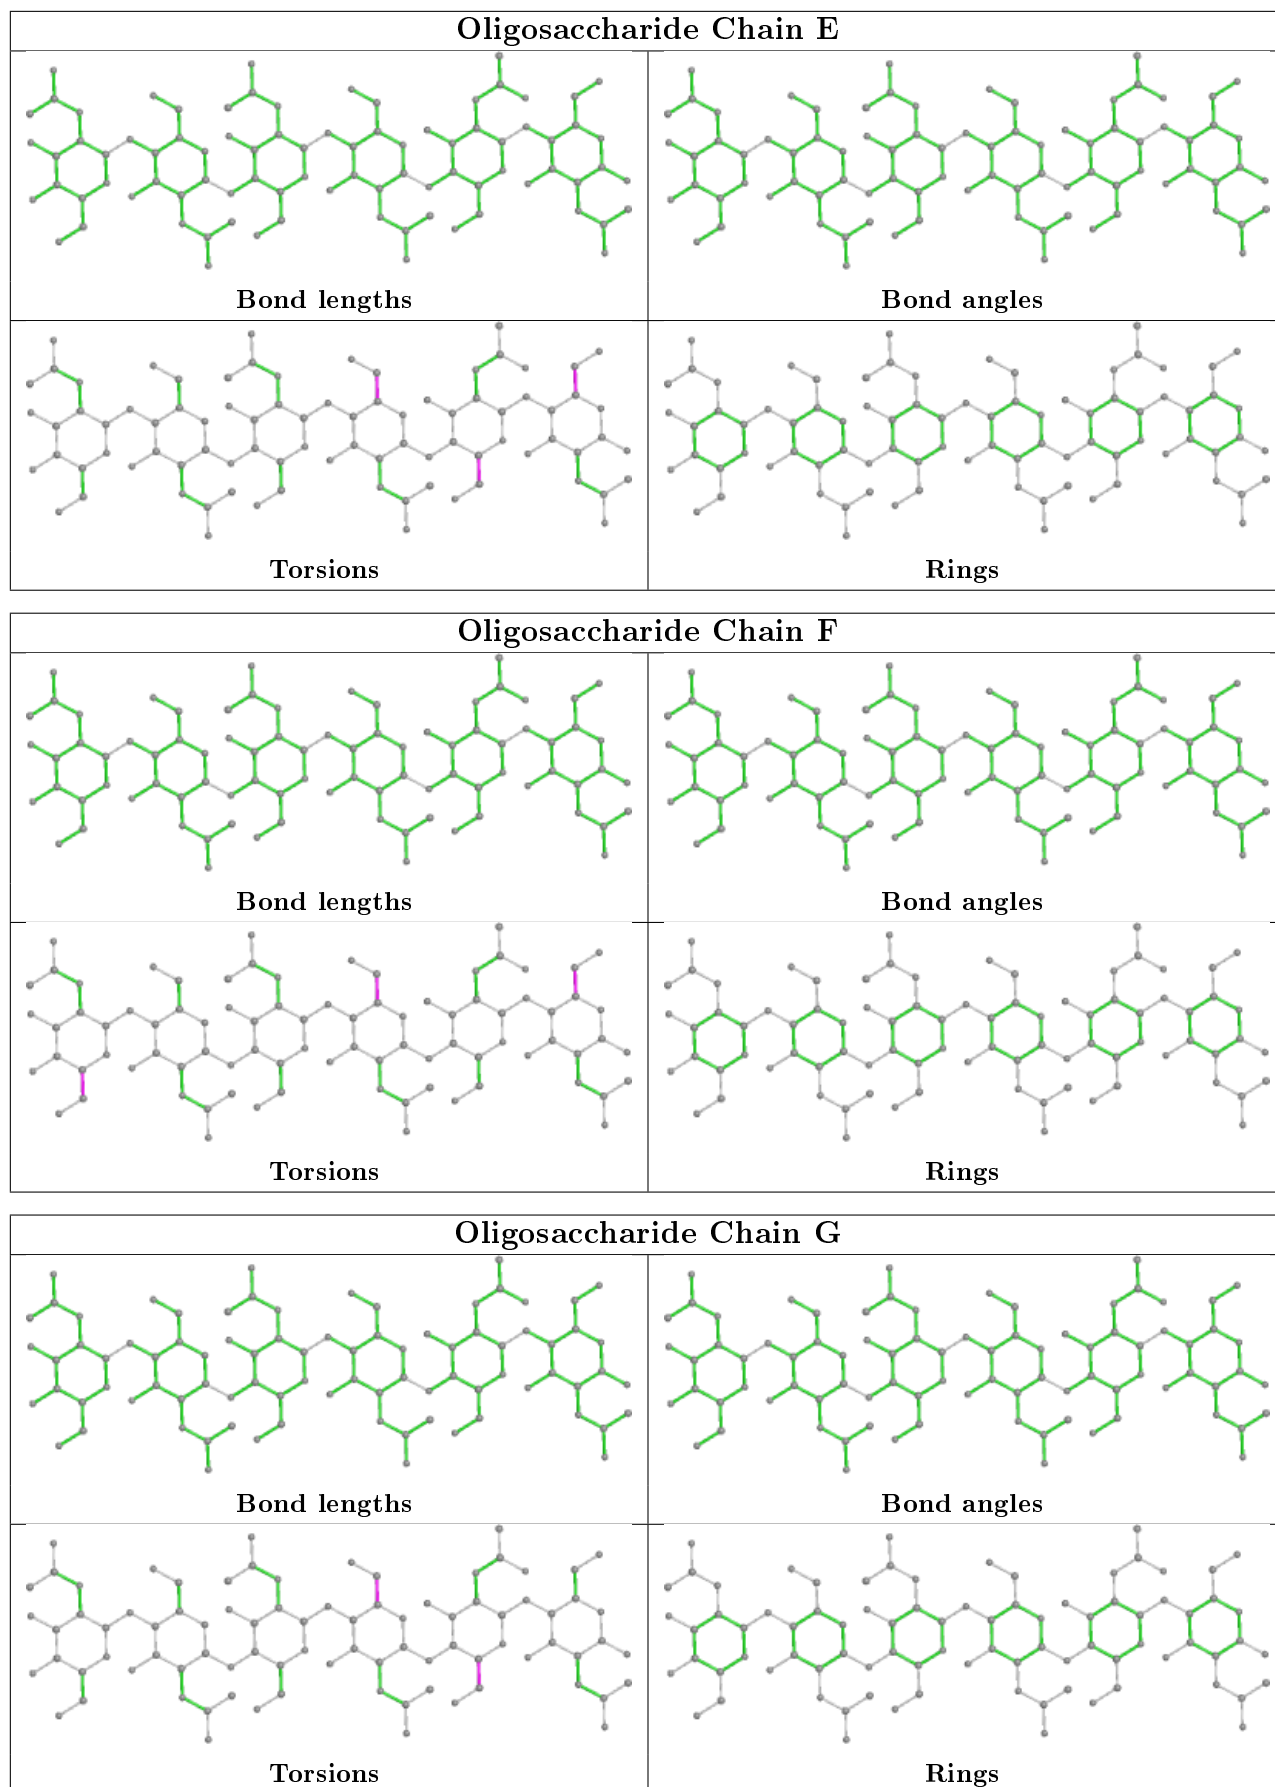 Oligosaccharide Chain E
Bond lengths
Bond angles
Torsions
Rings
Oligosaccharide Chain F
Bond lengths
Bond angles
Torsions
Rings
Oligosaccharide Chain G
Bond lengths
Bond angles
Torsions
Rings